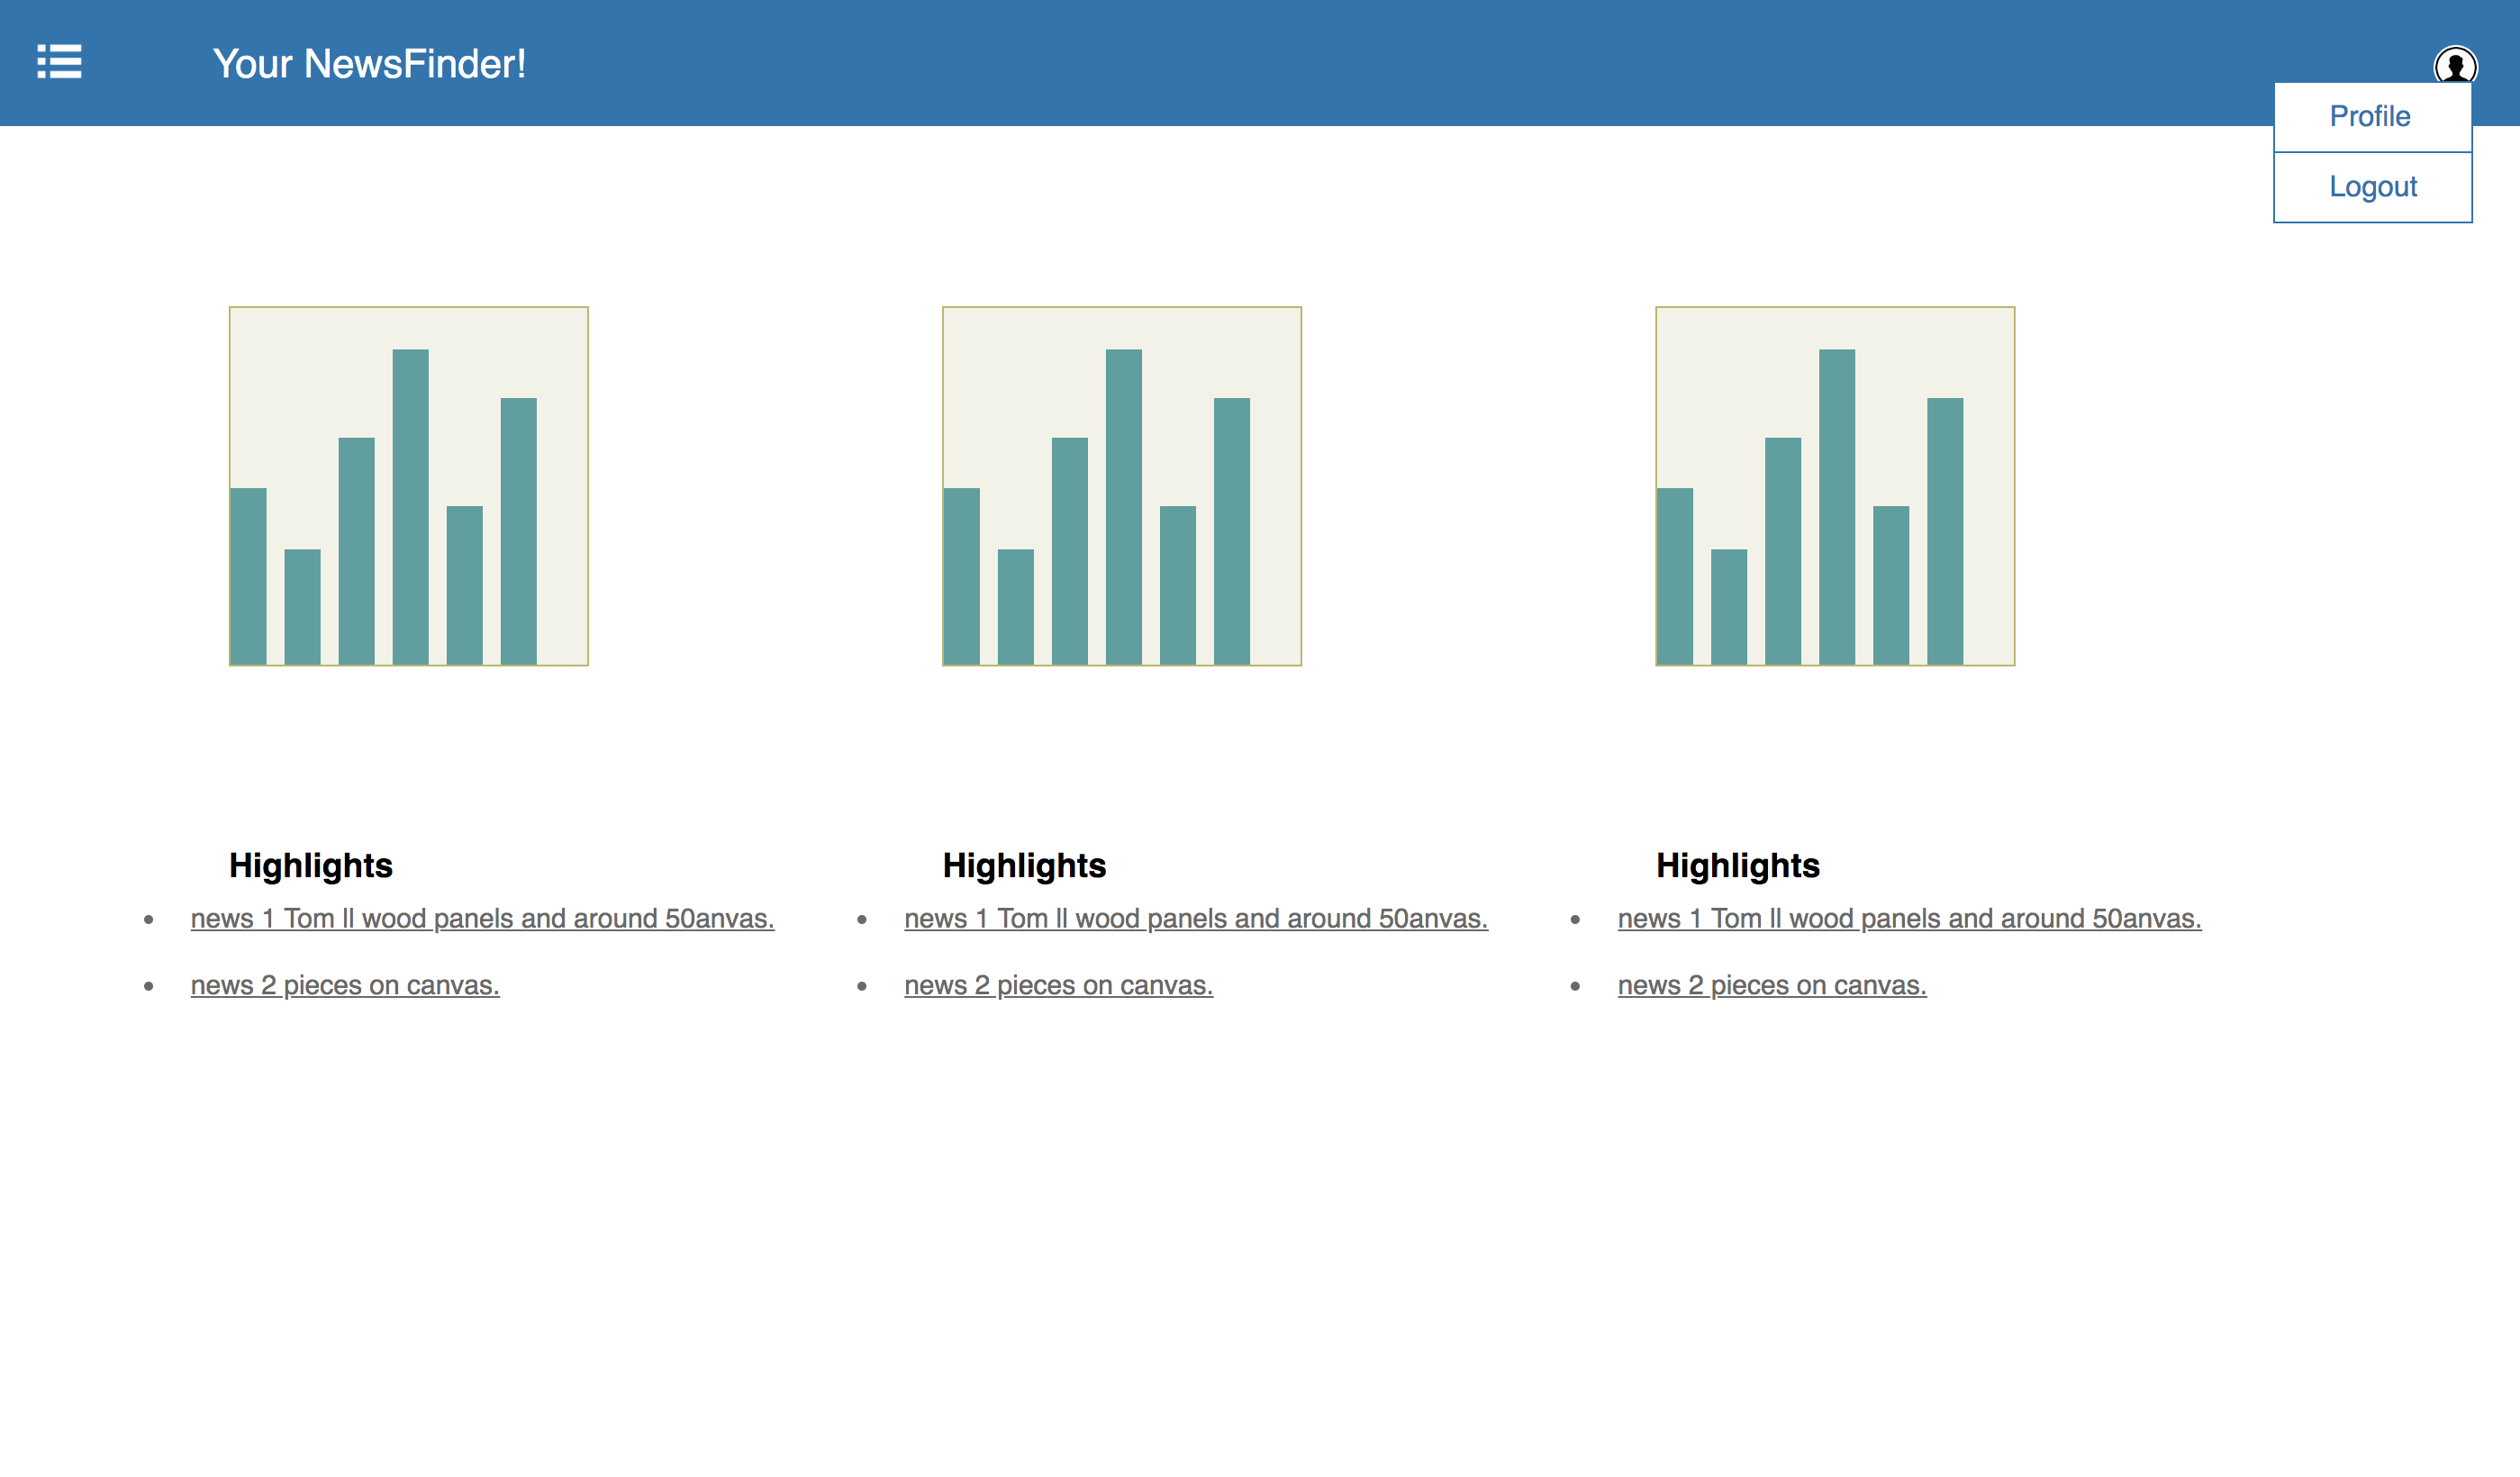 Your NewsFinder!
Profile
Logout
Highlights
news 1 Tom ll wood panels and around 50anvas.
news 2 pieces on canvas.
Highlights
news 1 Tom ll wood panels and around 50anvas.
news 2 pieces on canvas.
Highlights
news 1 Tom ll wood panels and around 50anvas.
news 2 pieces on canvas.